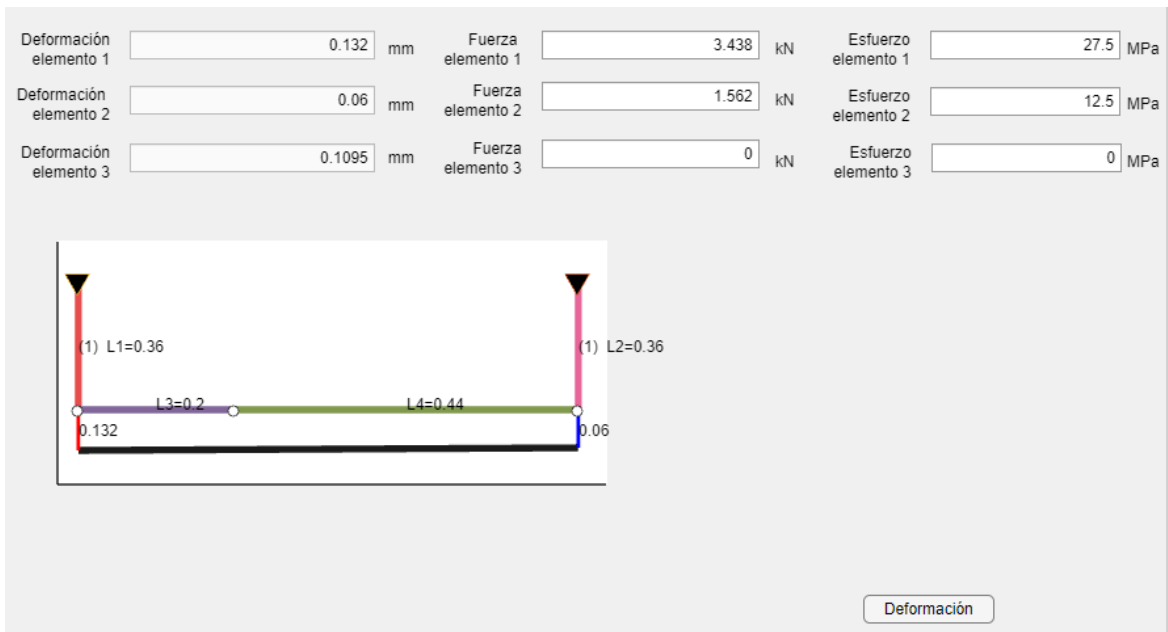 Deformación
elemento 1
0.132 mm
Fuerza
elemento 1
3.438 kN
Esfuerzo
elemento 1
27.5 MPa
Deformación
elemento 2
0.06 mm
Fuerza
elemento 2
1.562 kN
Esfuerzo
elemento 2
12.5 MPa
Deformación
elemento 3
0.1095 mm
Fuerza
elemento 3
0 kN
Esfuerzo
elemento 3
0 MPa
(1) L1=0.36
(1) L2=0.36
L3=0.2
L4=0.44
0.132
0.06
Deformación